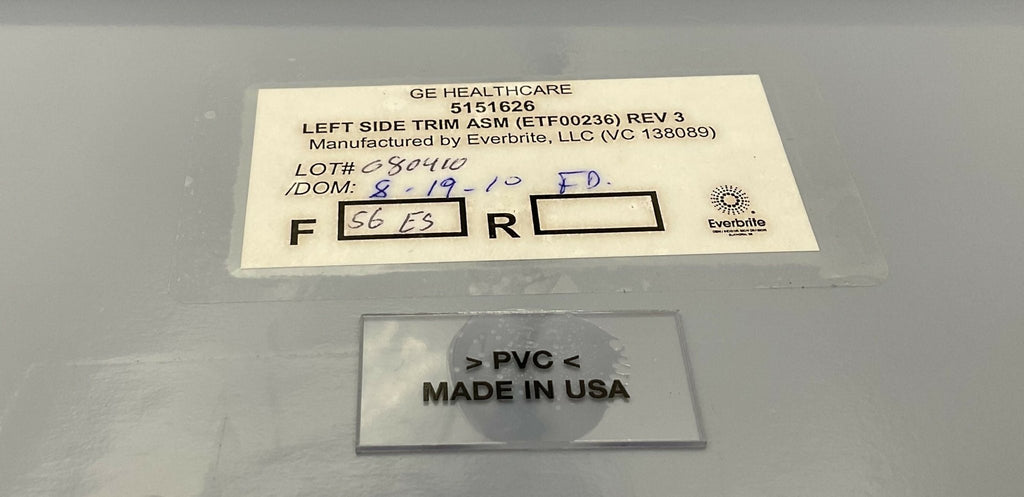 GE HEALTHCARE
5151626
LEFT SIDE TRIM ASM (ETF00236) REV 3
Manufactured by Everbrite, LLC (VC 138089)
LOT# 080410
/DOM: 8-19-10 FD.
F 56 ES R
Everbrite
> PVC <
MADE IN USA